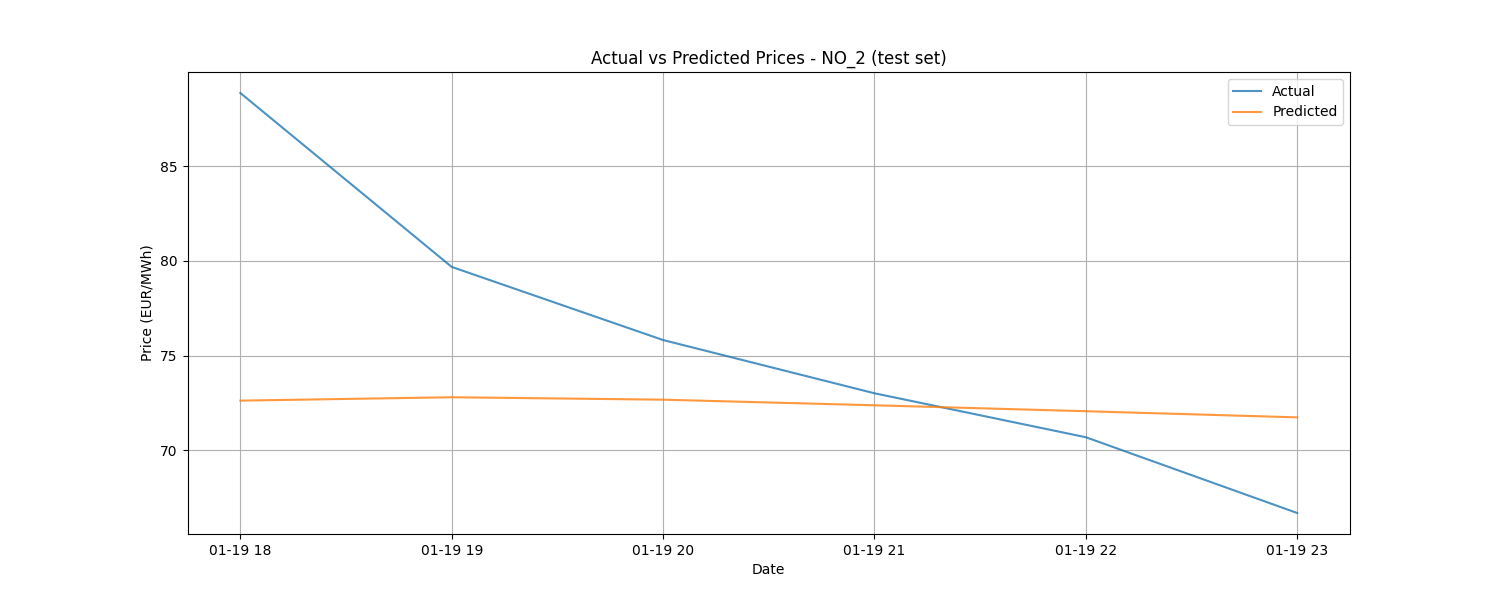 Actual vs Predicted Prices - NO_2 (test set)
Actual
Predicted
Price (EUR/MWh)
85
80
75
70
01-19 18
01-19 19
01-19 20
01-19 21
01-19 22
01-19 23
Date